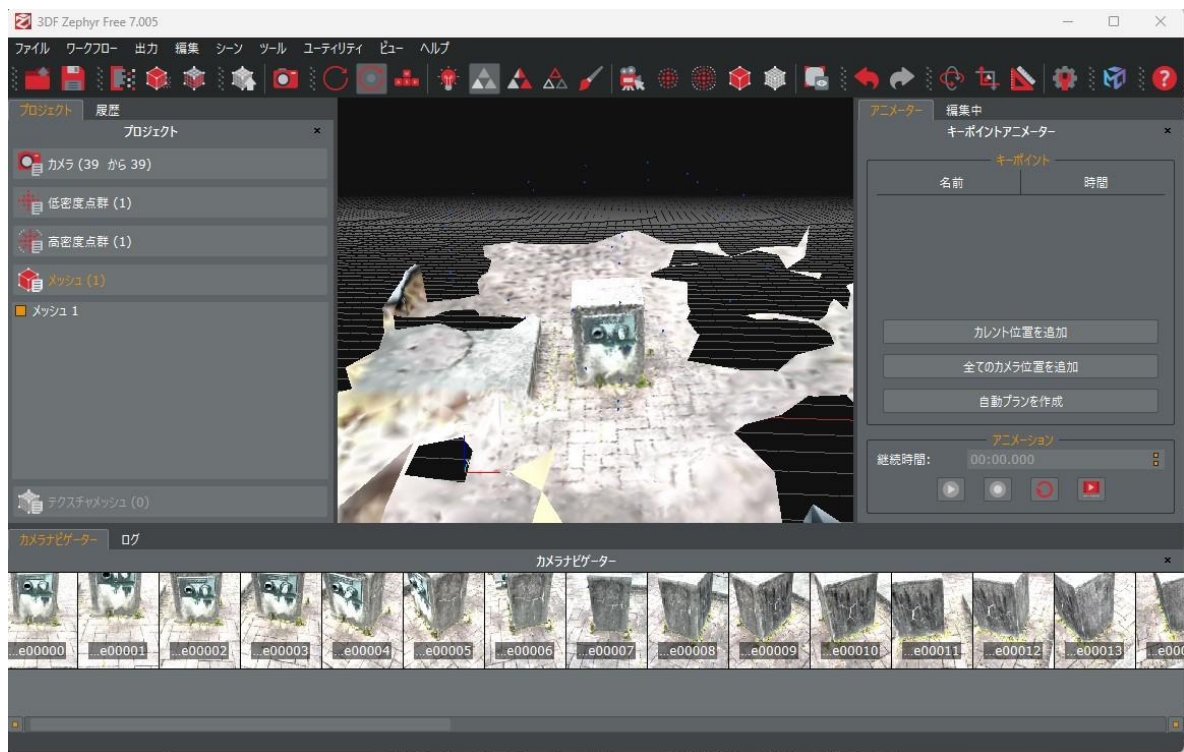 3DF Zephyr Free 7.005
ファイル ワークフロー 出力 編集 シーン ツール ユーティリティ ビュー ヘルプ
プロジェクト 履歴
プロジェクト
カメラ (39 から 39)
低密度点群 (1)
高密度点群 (1)
メッシュ (1)
メッシュ 1
テクスチャメッシュ (0)
アニメーター 編集中
キーポイントアニメーター
キーポイント
名前 時間
カレント位置を追加
全てのカメラ位置を追加
自動プランを作成
アニメーション
継続時間: 00:00.000
カメラナビゲーター ログ
カメラナビゲーター
...e00000 ...e00001 ...e00002 ...e00003 ...e00004 ...e00005 ...e00006 ...e00007 ...e00008 ...e00009 ...e00010 ...e00011 ...e00012 ...e00013 ...e000